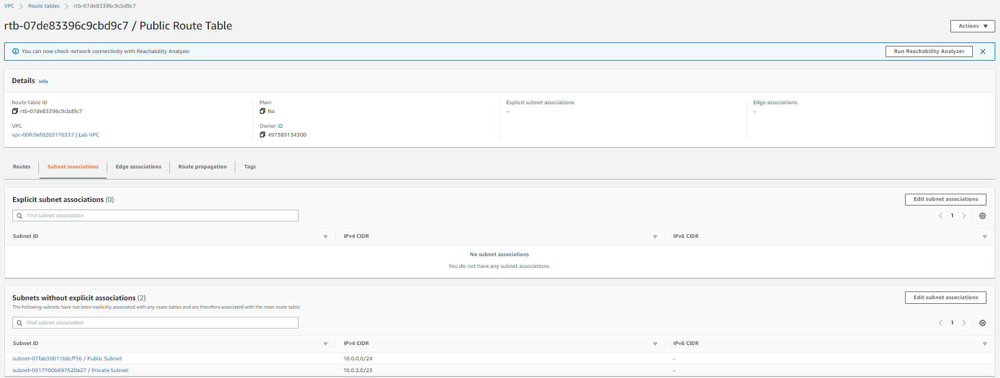 VPC > Route tables > rtb-07de83396c9cbd9c7
rtb-07de83396c9cbd9c7 / Public Route Table
Actions
You can now check network connectivity with Reachability Analyzer
Run Reachability Analyzer
Details Info
Route table ID
rtb-07de83396c9cbd9c7
Main
No
Explicit subnet associations
–
Edge associations
–
VPC
vpc-00fc0efd263176337 | Lab VPC
Owner ID
497389134300
Routes Subnet associations Edge associations Route propagation Tags
Explicit subnet associations (0)
Edit subnet associations
Find subnet association
1
Subnet ID IPv4 CIDR IPv6 CIDR
No subnet associations
You do not have any subnet associations.
Subnets without explicit associations (2)
Edit subnet associations
The following subnets have not been explicitly associated with any route tables and are therefore associated with the main route table:
Find subnet association
1
Subnet ID IPv4 CIDR IPv6 CIDR
subnet-07fab3001168cff36 / Public Subnet 10.0.0.0/24 –
subnet-0517700b897520a27 / Private Subnet 10.0.2.0/23 –